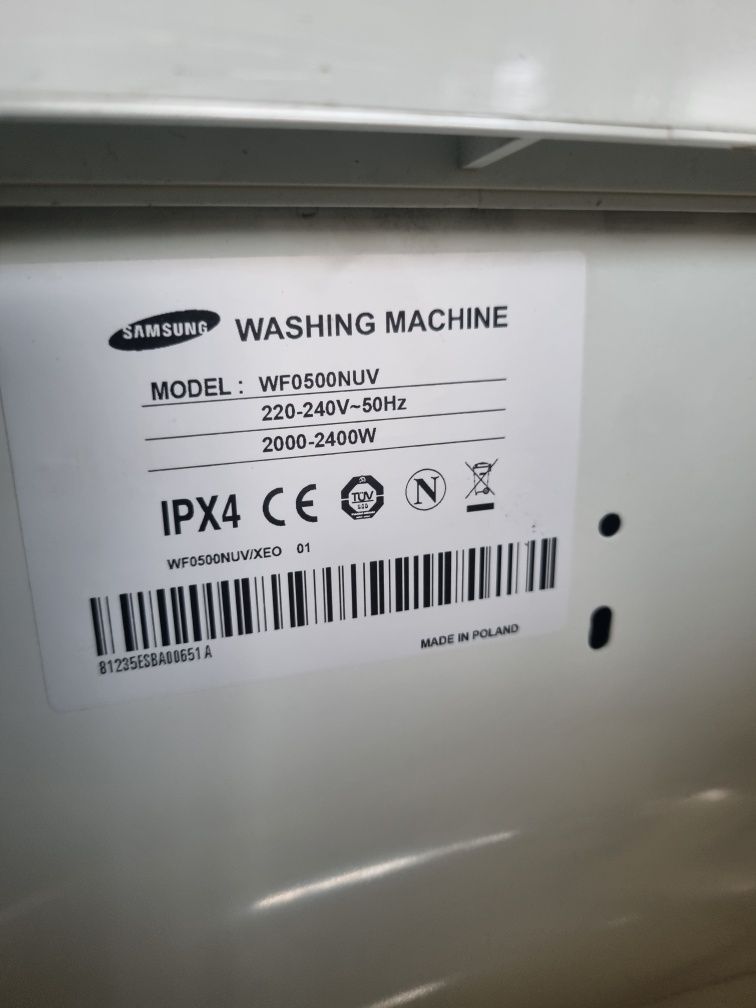 SAMSUNG WASHING MACHINE
MODEL : WF0500NUV
220-240V~50Hz
2000-2400W
IPX4 CE TÜV N
WF0500NUV/XEO 01
81235ESBA00651A
MADE IN POLAND